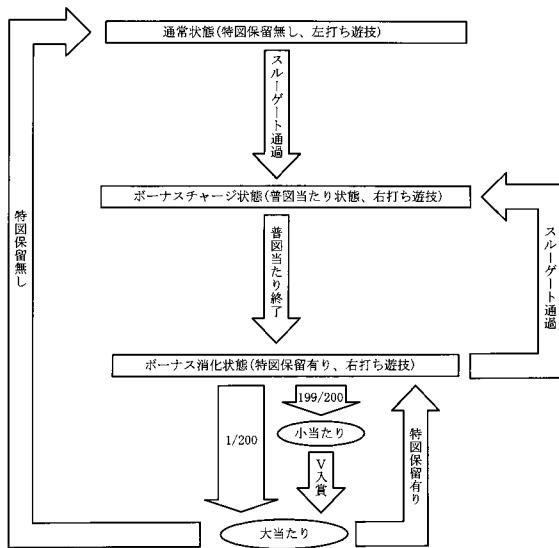 通常状態(特図保留無し、左打ち遊技)
スルーゲート通過
ボーナスチャージ状態(普図当たり状態、右打ち遊技)
特図保留無し
普図当たり終了
スルーゲート通過
ボーナス消化状態(特図保留有り、右打ち遊技)
199/200
1/200
小当たり
特図保留有り
V入賞
大当たり